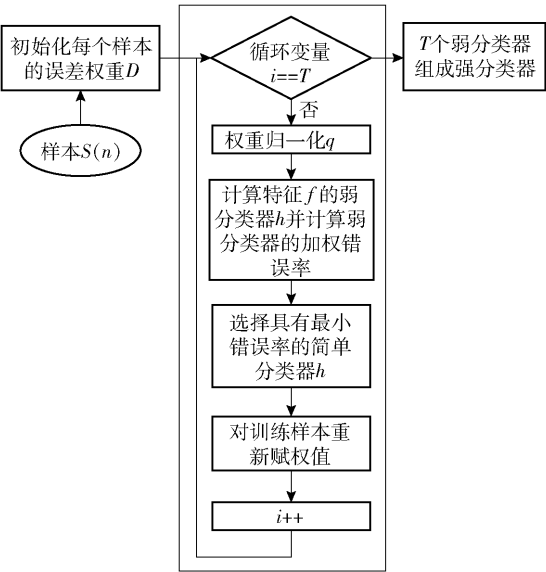 初始化每个样本
的误差权重D
样本S(n)
循环变量
i==T
T个弱分类器
组成强分类器
否
权重归一化q
计算特征f的弱
分类器h并计算弱
分类器的加权错
误率
选择具有最小
错误率的简单
分类器h
对训练样本重
新赋权值
i++